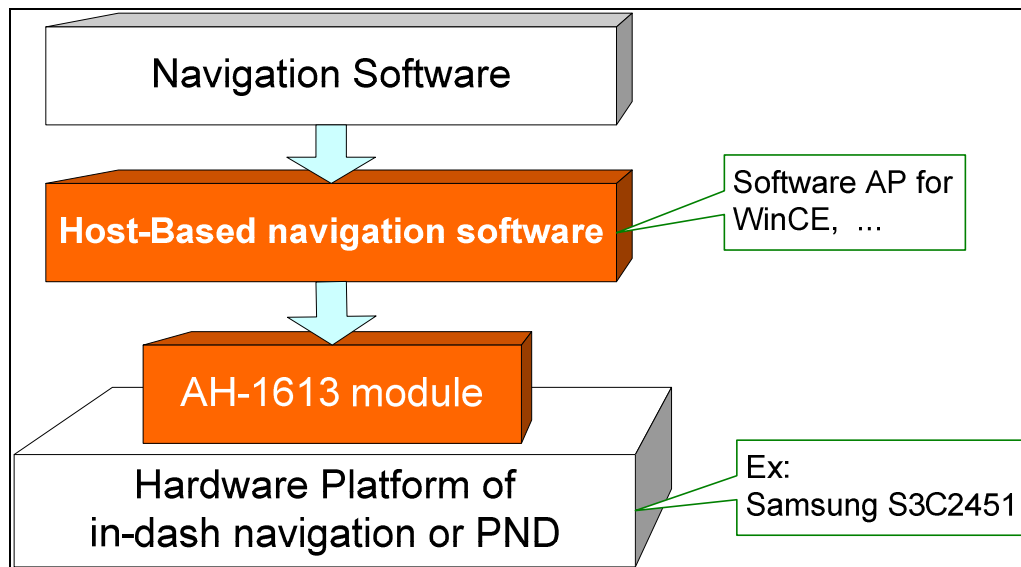 Navigation Software
Host-Based navigation software
Software AP for
WinCE, ...
AH-1613 module
Hardware Platform of
in-dash navigation or PND
Ex:
Samsung S3C2451